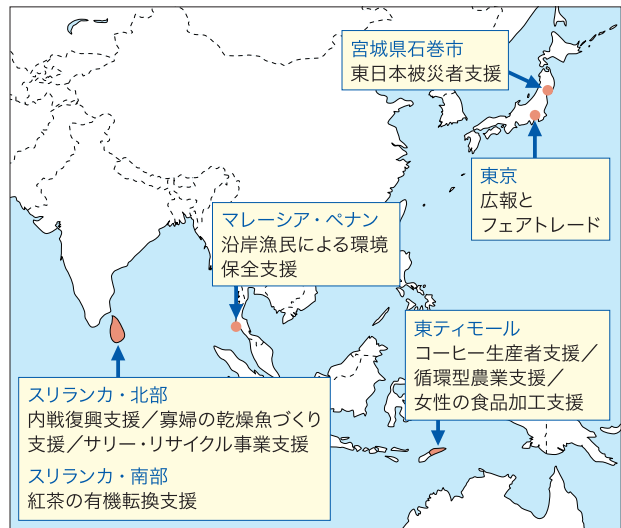 宮城県石巻市
東日本被災者支援
東京
広報と
フェアトレード
マレーシア・ペナン
沿岸漁民による環境
保全支援
東ティモール
コーヒー生産者支援／
循環型農業支援／
女性の食品加工支援
スリランカ・北部
内戦復興支援／寡婦の乾燥魚づくり
支援／サリー・リサイクル事業支援
スリランカ・南部
紅茶の有機転換支援